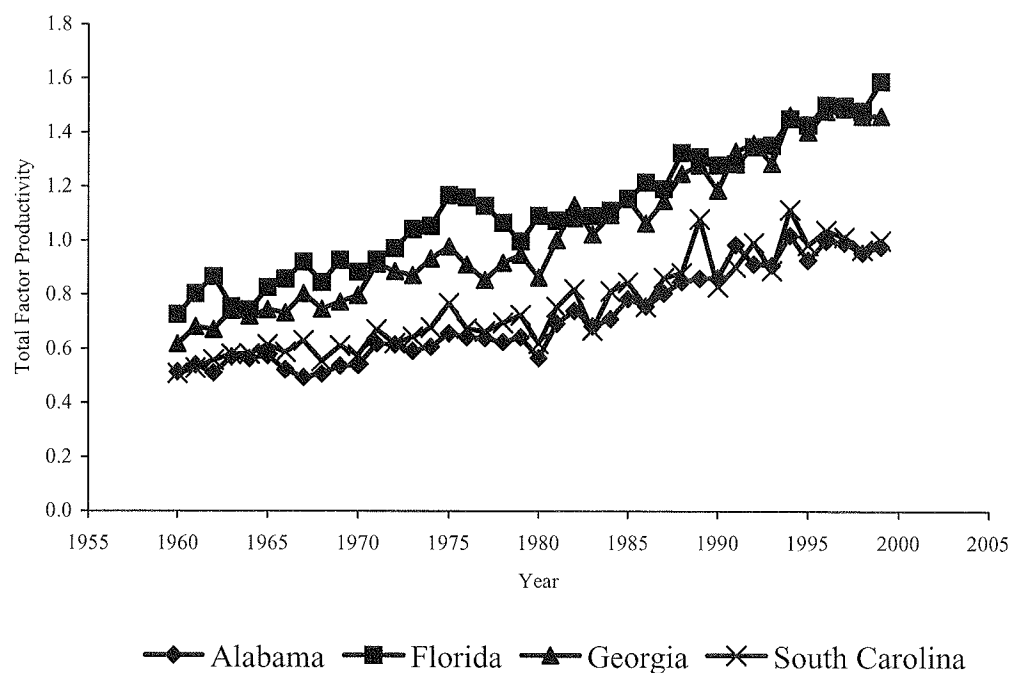 1.8
1.6
1.4
1.2
1.0
0.8
0.6
0.4
0.2
0.0
Total Factor Productivity
1955 1960 1965 1970 1975 1980 1985 1990 1995 2000 2005
Year
Alabama Florida Georgia South Carolina